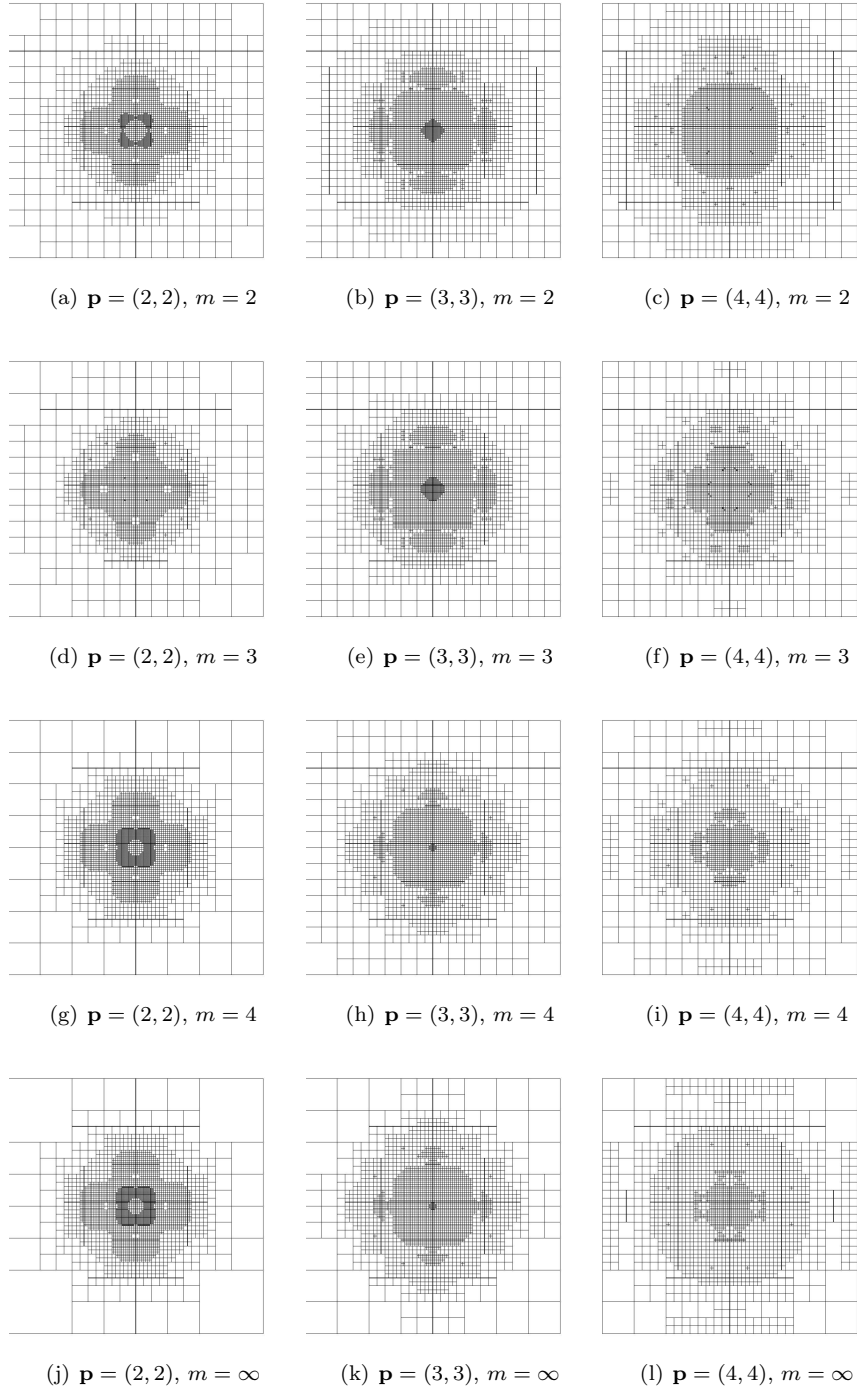 (a) p = (2, 2), m = 2
(b) p = (3, 3), m = 2
(c) p = (4, 4), m = 2
(d) p = (2, 2), m = 3
(e) p = (3, 3), m = 3
(f) p = (4, 4), m = 3
(g) p = (2, 2), m = 4
(h) p = (3, 3), m = 4
(i) p = (4, 4), m = 4
(j) p = (2, 2), m = ∞
(k) p = (3, 3), m = ∞
(l) p = (4, 4), m = ∞